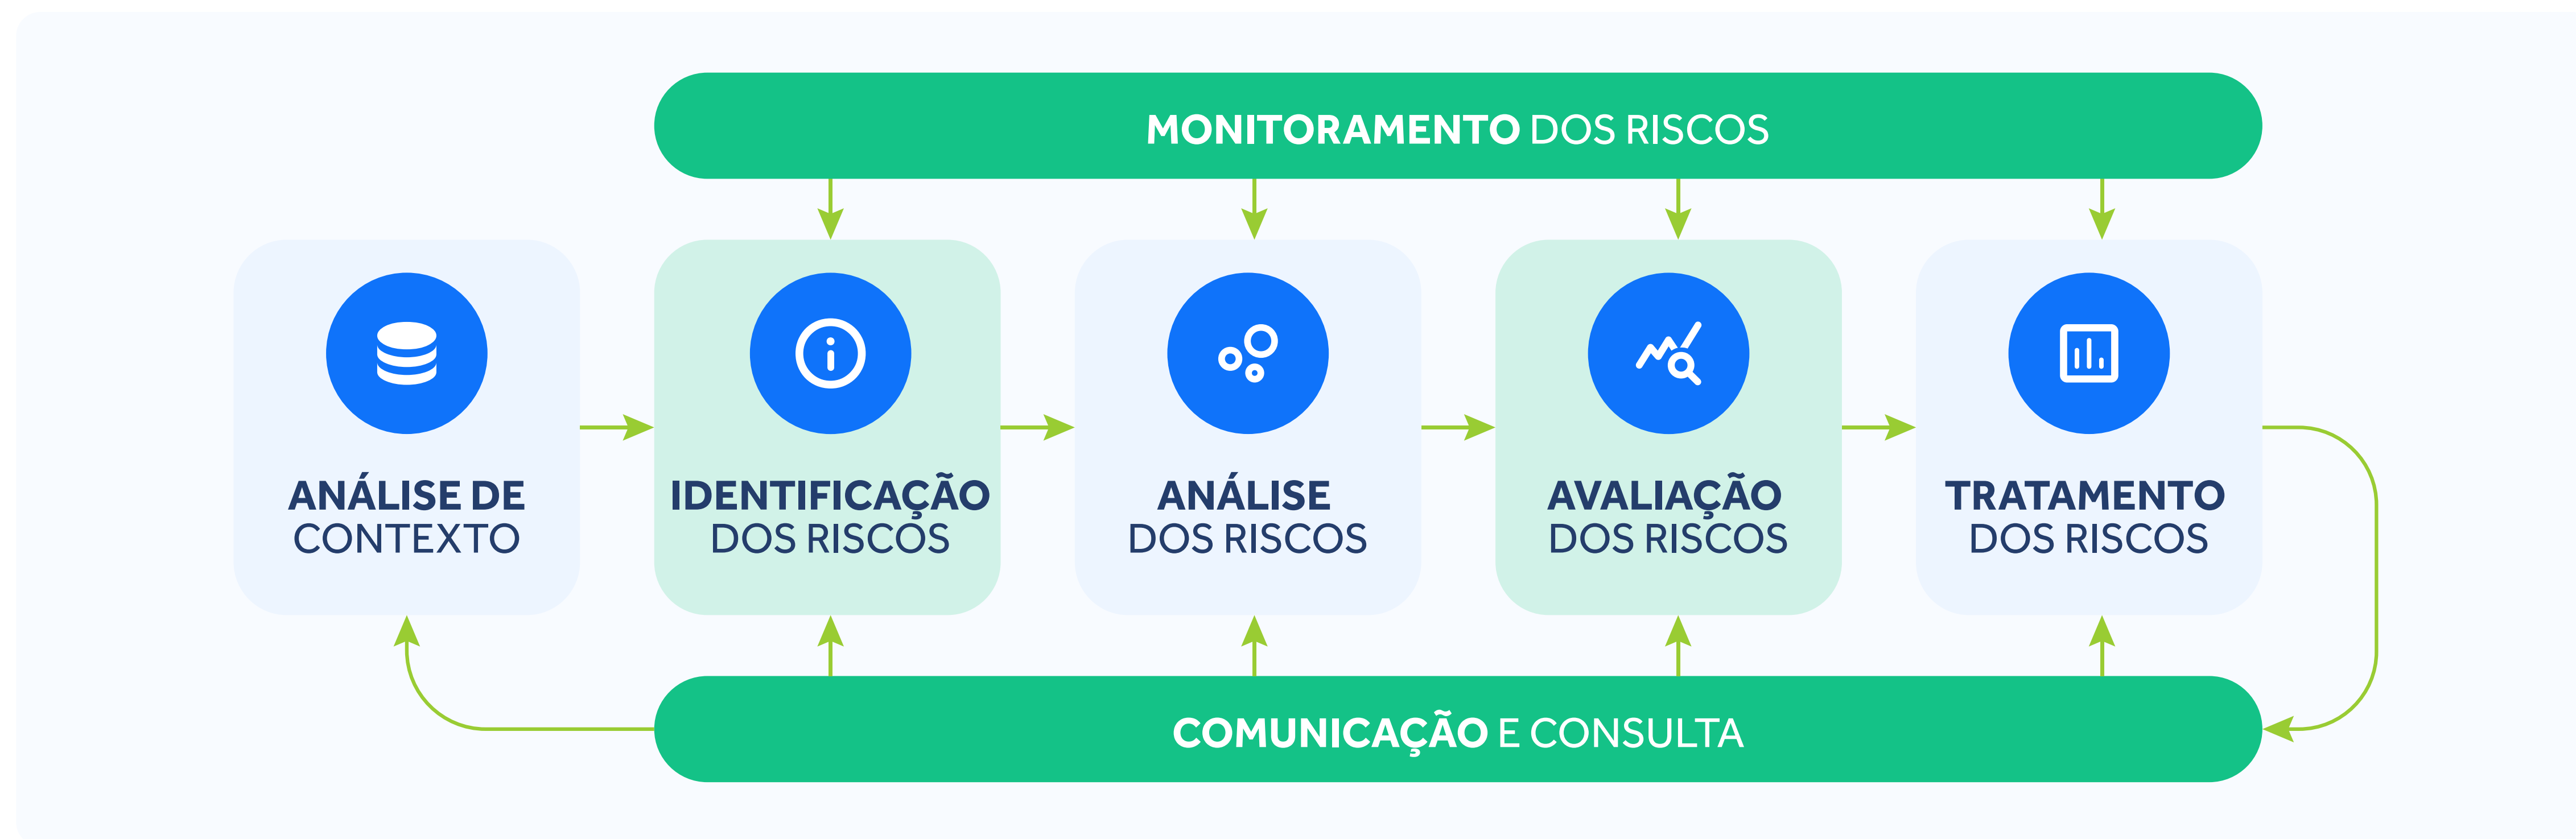 MONITORAMENTO DOS RISCOS
ANÁLISE DE
CONTEXTO
IDENTIFICAÇÃO
DOS RISCOS
ANÁLISE
DOS RISCOS
AVALIAÇÃO
DOS RISCOS
TRATAMENTO
DOS RISCOS
COMUNICAÇÃO E CONSULTA